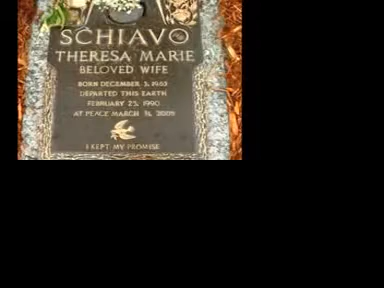 SCHIAVO
THERESA MARIE
BELOVED WIFE
BORN DECEMBER 3, 1963
DEPARTED THIS EARTH
FEBRUARY 25, 1990
AT PEACE MARCH 31, 2005
I KEPT MY PROMISE